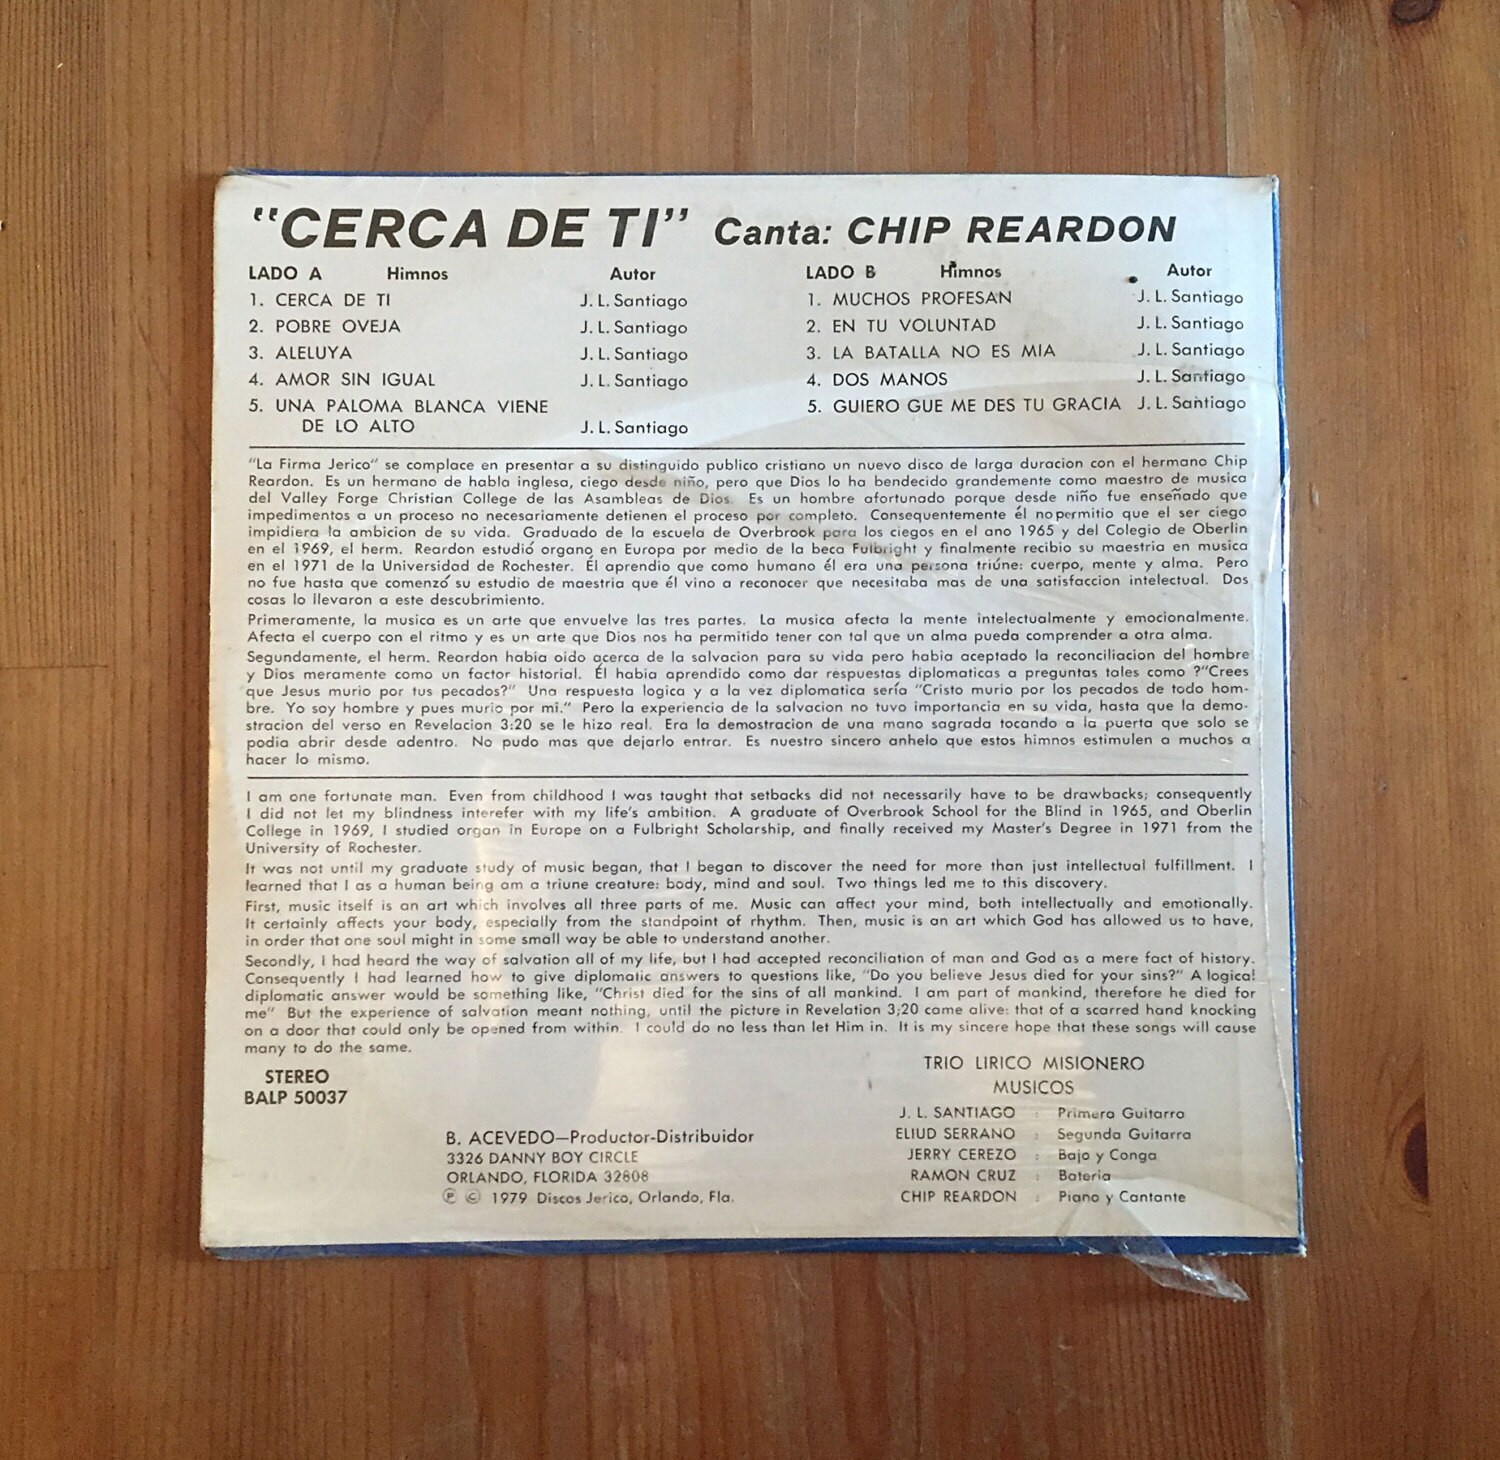 "CERCA DE TI" Canta: CHIP REARDON
LADO A Himnos Autor
1. CERCA DE TI J. L. Santiago
2. POBRE OVEJA J. L. Santiago
3. ALELUYA J. L. Santiago
4. AMOR SIN IGUAL J. L. Santiago
5. UNA PALOMA BLANCA VIENE
DE LO ALTO J. L. Santiago
LADO B Himnos Autor
1. MUCHOS PROFESAN J. L. Santiago
2. EN TU VOLUNTAD J. L. Santiago
3. LA BATALLA NO ES MIA J. L. Santiago
4. DOS MANOS J. L. Santiago
5. GUIERO GUE ME DES TU GRACIA J. L. Santiago
"La Firma Jerico" se complace en presentar a su distinguido publico cristiano un nuevo disco de larga duracion con el hermano Chip
Reardon. Es un hermano de habla inglesa, ciego desde niño, pero que Dios lo ha bendecido grandemente como maestro de musica
del Valley Forge Christian College de las Asambleas de Dios. Es un hombre afortunado porque desde niño fue enseñado que
impedimentos a un proceso no necesariamente detienen el proceso por completo. Consequentemente él nopermitio que el ser ciego
impidiera la ambicion de su vida. Graduado de la escuela de Overbrook para los ciegos en el ano 1965 y del Colegio de Oberlin
en el 1969, el herm. Reardon estudió organo en Europa por medio de la beca Fulbright y finalmente recibio su maestria en musica
en el 1971 de la Universidad de Rochester. Él aprendio que como humano él era una persona triúne: cuerpo, mente y alma. Pero
no fue hasta que comenzó su estudio de maestria que él vino a reconocer que necesitaba mas de una satisfaccion intelectual. Dos
cosas lo llevaron a este descubrimiento.
Primeramente, la musica es un arte que envuelve las tres partes. La musica afecta la mente intelectualmente y emocionalmente.
Afecta el cuerpo con el ritmo y es un arte que Dios nos ha permitido tener con tal que un alma pueda comprender a otra alma.
Segundamente, el herm. Reardon habia oido acerca de la salvacion para su vida pero habia aceptado la reconciliacion del hombre
y Dios meramente como un factor historial. Él habia aprendido como dar respuestas diplomaticas a preguntas tales como ?"Crees
que Jesus murio por tus pecados?" Una respuesta logica y a la vez diplomatica sería "Cristo murio por los pecados de todo hom-
bre. Yo soy hombre y pues murio por mi." Pero la experiencia de la salvacion no tuvo importancia en su vida, hasta que la demo-
stracion del verso en Revelacion 3:20 se le hizo real. Era la demostracion de una mano sagrada tocando a la puerta que solo se
podia abrir desde adentro. No pudo mas que dejarlo entrar. Es nuestro sincero anhelo que estos himnos estimulen a muchos a
hacer lo mismo.
I am one fortunate man. Even from childhood I was taught that setbacks did not necessarily have to be drawbacks; consequently
I did not let my blindness interefer with my life's ambition. A graduate of Overbrook School for the Blind in 1965, and Oberlin
College in 1969, I studied organ in Europe on a Fulbright Scholarship, and finally received my Master's Degree in 1971 from the
University of Rochester.
It was not until my graduate study of music began, that I began to discover the need for more than just intellectual fulfillment. I
learned that I as a human being am a triune creature: body, mind and soul. Two things led me to this discovery.
First, music itself is an art which involves all three parts of me. Music can affect your mind, both intellectually and emotionally.
It certainly affects your body, especially from the standpoint of rhythm. Then, music is an art which God has allowed us to have,
in order that one soul might in some small way be able to understand another.
Secondly, I had heard the way of salvation all of my life, but I had accepted reconciliation of man and God as a mere fact of history.
Consequently I had learned how to give diplomatic answers to questions like, "Do you believe Jesus died for your sins?" A logical
diplomatic answer would be something like, "Christ died for the sins of all mankind. I am part of mankind, therefore he died for
me" But the experience of salvation meant nothing, until the picture in Revelation 3;20 came alive: that of a scarred hand knocking
on a door that could only be opened from within. I could do no less than let Him in. It is my sincere hope that these songs will cause
many to do the same.
STEREO
BALP 50037
B. ACEVEDO—Productor-Distribuidor
3326 DANNY BOY CIRCLE
ORLANDO, FLORIDA 32808
℗ © 1979 Discos Jerico, Orlando, Fla.
TRIO LIRICO MISIONERO
MUSICOS
J. L. SANTIAGO : Primera Guitarra
ELIUD SERRANO : Segunda Guitarra
JERRY CEREZO : Bajo y Conga
RAMON CRUZ : Bateria
CHIP REARDON : Piano y Cantante